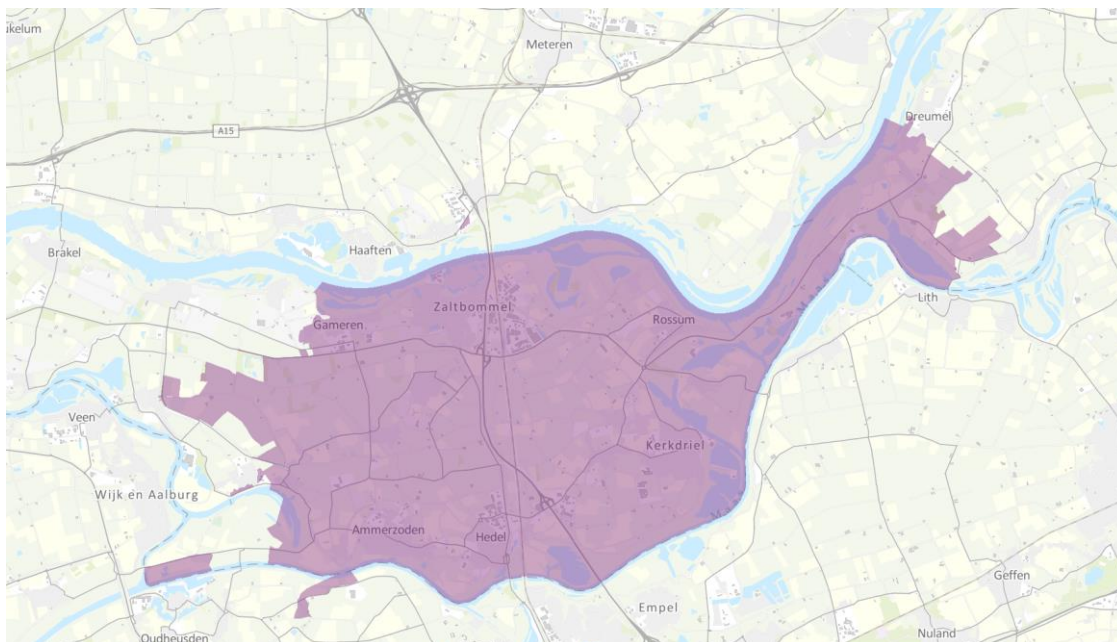 ukelum
Meteren
A15
Dreumel
Haaften
Brakel
Zaltbommel
Gameren
Rossum
Lith
Veen
Kerkdriel
Wijk en Aalburg
Ammerzoden
Hedel
Empel
Geffen
Nuland
Oudheusden